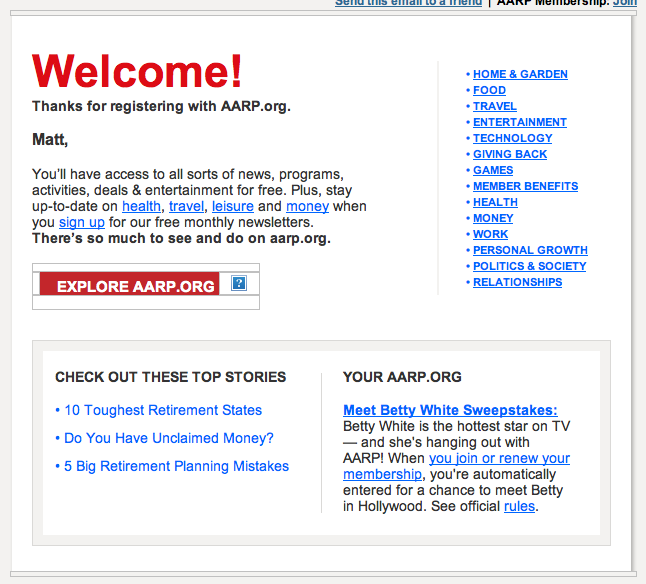 Send this email to a friend | AARP Membership: Join
Welcome!
Thanks for registering with AARP.org.
Matt,
You'll have access to all sorts of news, programs,
activities, deals & entertainment for free. Plus, stay
up-to-date on health, travel, leisure and money when
you sign up for our free monthly newsletters.
There's so much to see and do on aarp.org.
EXPLORE AARP.ORG ?
• HOME & GARDEN
• FOOD
• TRAVEL
• ENTERTAINMENT
• TECHNOLOGY
• GIVING BACK
• GAMES
• MEMBER BENEFITS
• HEALTH
• MONEY
• WORK
• PERSONAL GROWTH
• POLITICS & SOCIETY
• RELATIONSHIPS
CHECK OUT THESE TOP STORIES
• 10 Toughest Retirement States
• Do You Have Unclaimed Money?
• 5 Big Retirement Planning Mistakes
YOUR AARP.ORG
Meet Betty White Sweepstakes:
Betty White is the hottest star on TV
— and she's hanging out with
AARP! When you join or renew your
membership, you're automatically
entered for a chance to meet Betty
in Hollywood. See official rules.